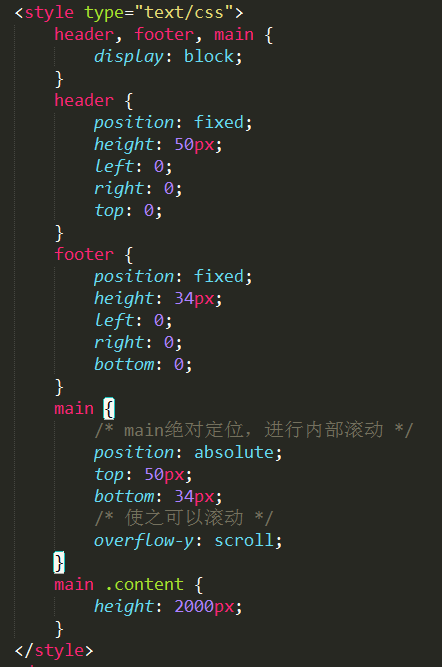 <style type="text/css">
    header, footer, main {
        display: block;
    }
    header {
        position: fixed;
        height: 50px;
        left: 0;
        right: 0;
        top: 0;
    }
    footer {
        position: fixed;
        height: 34px;
        left: 0;
        right: 0;
        bottom: 0;
    }
    main {
        /* main绝对定位，进行内部滚动 */
        position: absolute;
        top: 50px;
        bottom: 34px;
        /* 使之可以滚动 */
        overflow-y: scroll;
    }
    main .content {
        height: 2000px;
    }
</style>